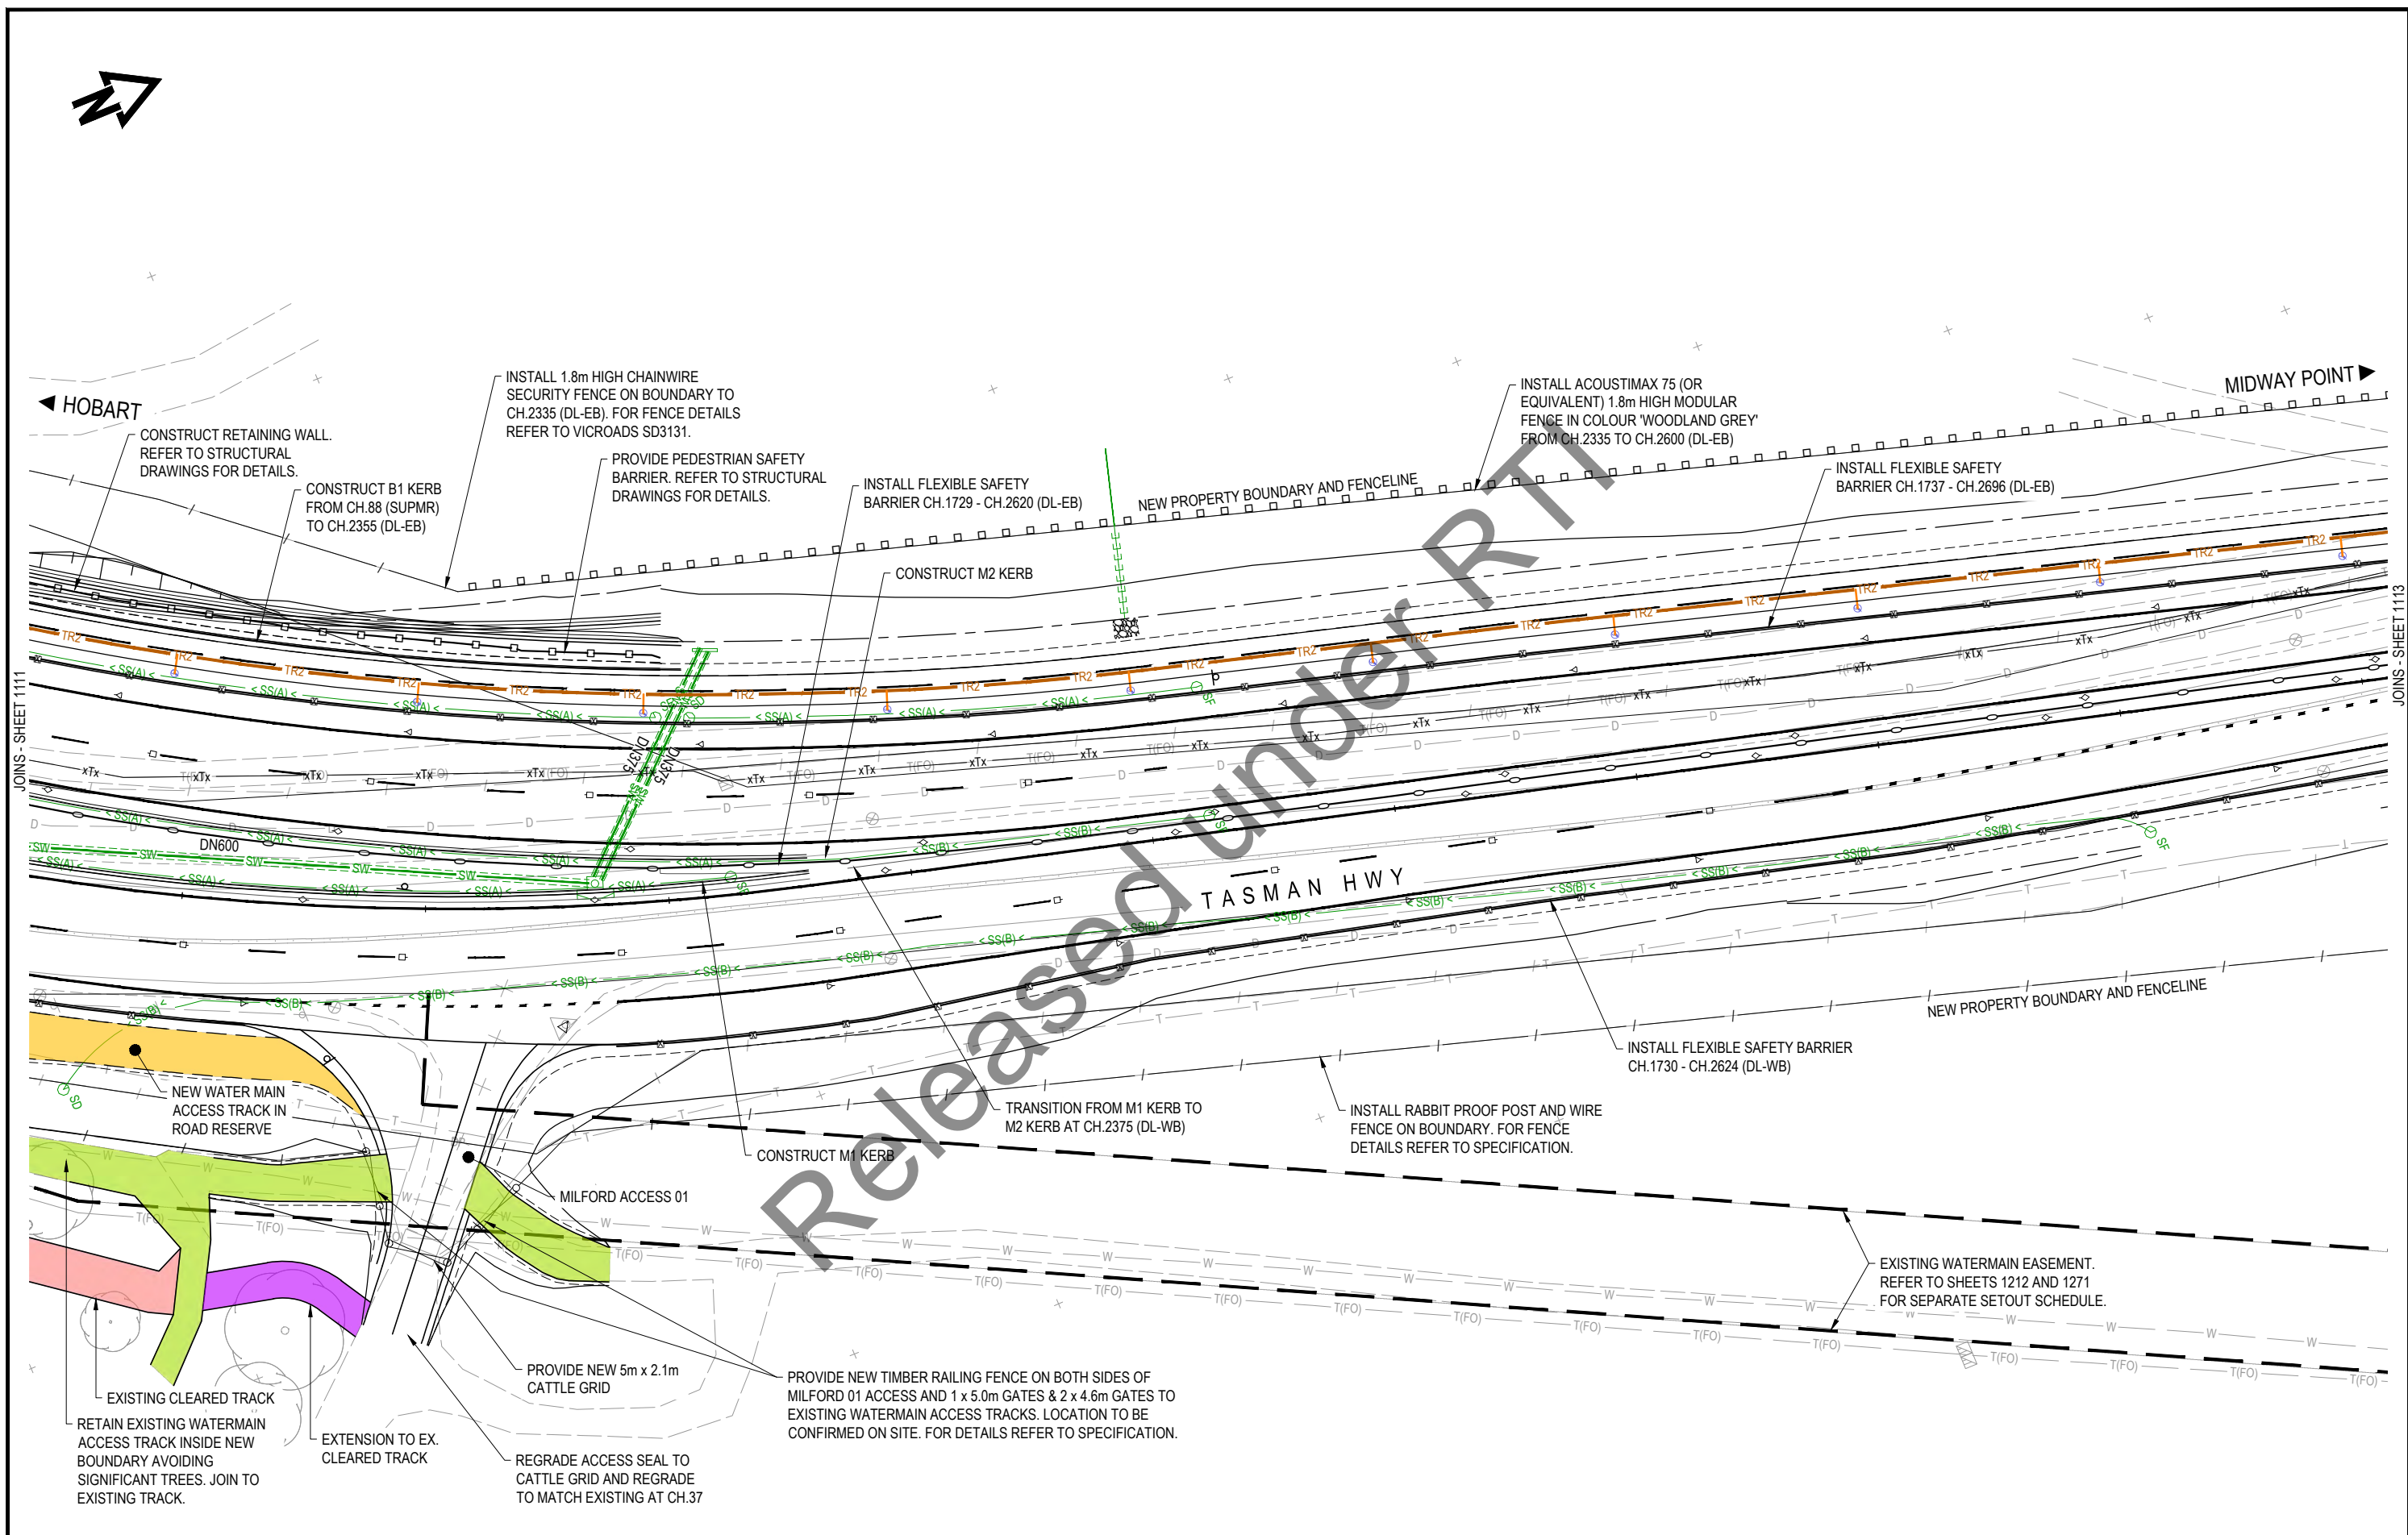 N
HOBART
MIDWAY POINT
INSTALL 1.8m HIGH CHAINWIRE
SECURITY FENCE ON BOUNDARY TO
CH.2335 (DL-EB). FOR FENCE DETAILS
REFER TO VICROADS SD3131.
INSTALL ACOUSTIMAX 75 (OR
EQUIVALENT) 1.8m HIGH MODULAR
FENCE IN COLOUR 'WOODLAND GREY'
FROM CH.2335 TO CH.2600 (DL-EB)
CONSTRUCT RETAINING WALL.
REFER TO STRUCTURAL
DRAWINGS FOR DETAILS.
CONSTRUCT B1 KERB
FROM CH.88 (SUPMR)
TO CH.2355 (DL-EB)
PROVIDE PEDESTRIAN SAFETY
BARRIER. REFER TO STRUCTURAL
DRAWINGS FOR DETAILS.
INSTALL FLEXIBLE SAFETY
BARRIER CH.1729 - CH.2620 (DL-EB)
NEW PROPERTY BOUNDARY AND FENCELINE
INSTALL FLEXIBLE SAFETY
BARRIER CH.1737 - CH.2696 (DL-EB)
CONSTRUCT M2 KERB
JOINS - SHEET 1111
JOINS - SHEET 1113
DN375
DN375
DN600
TASMAN HWY
Released under RTI
NEW PROPERTY BOUNDARY AND FENCELINE
INSTALL FLEXIBLE SAFETY BARRIER
CH.1730 - CH.2624 (DL-WB)
NEW WATER MAIN
ACCESS TRACK IN
ROAD RESERVE
TRANSITION FROM M1 KERB TO
M2 KERB AT CH.2375 (DL-WB)
INSTALL RABBIT PROOF POST AND WIRE
FENCE ON BOUNDARY. FOR FENCE
DETAILS REFER TO SPECIFICATION.
CONSTRUCT M1 KERB
MILFORD ACCESS 01
EXISTING WATERMAIN EASEMENT.
REFER TO SHEETS 1212 AND 1271
FOR SEPARATE SETOUT SCHEDULE.
PROVIDE NEW 5m x 2.1m
CATTLE GRID
PROVIDE NEW TIMBER RAILING FENCE ON BOTH SIDES OF
MILFORD 01 ACCESS AND 1 x 5.0m GATES & 2 x 4.6m GATES TO
EXISTING WATERMAIN ACCESS TRACKS. LOCATION TO BE
CONFIRMED ON SITE. FOR DETAILS REFER TO SPECIFICATION.
EXISTING CLEARED TRACK
RETAIN EXISTING WATERMAIN
ACCESS TRACK INSIDE NEW
BOUNDARY AVOIDING
SIGNIFICANT TREES. JOIN TO
EXISTING TRACK.
EXTENSION TO EX.
CLEARED TRACK
REGRADE ACCESS SEAL TO
CATTLE GRID AND REGRADE
TO MATCH EXISTING AT CH.37